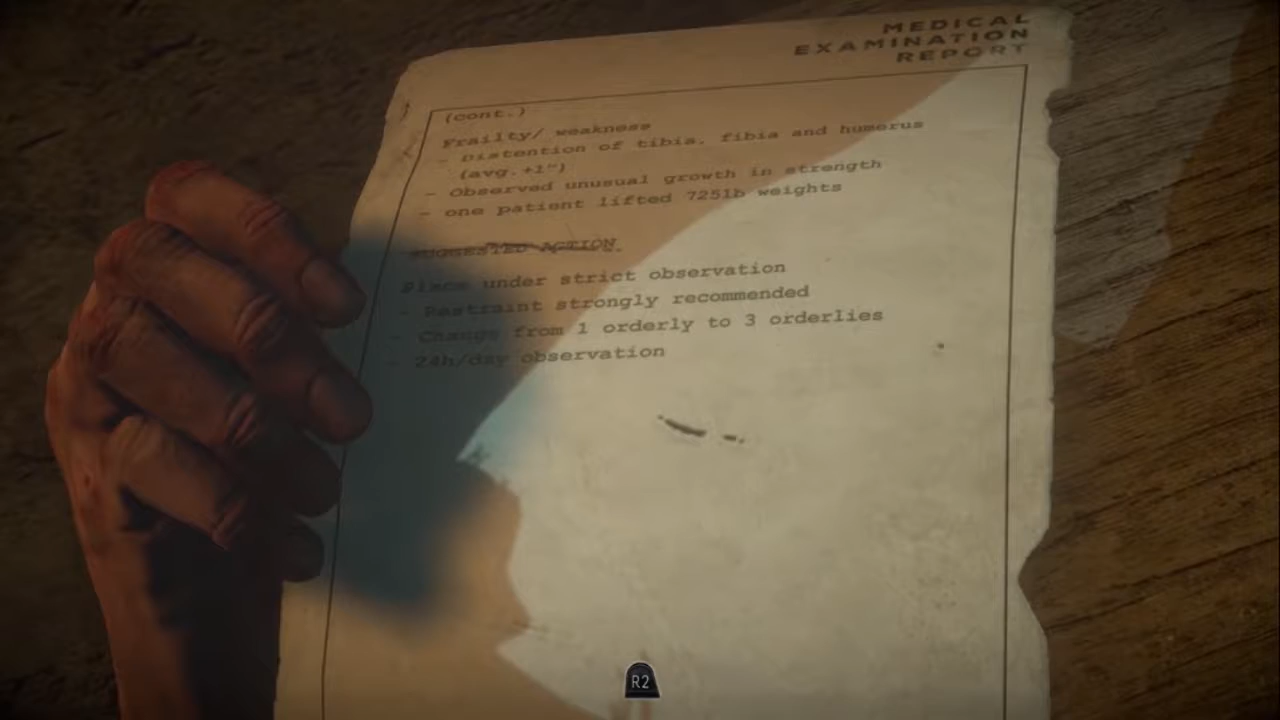 MEDICAL
EXAMINATION
REPORT
(cont.)
Frailty/ weakness
- Distention of tibia, fibia and humerus
(avg. +1")
- Observed unusual growth in strength
- one patient lifted 725lb weights
SUGGESTED ACTION.
Place under strict observation
- Restraint strongly recommended
- Change from 1 orderly to 3 orderlies
- 24h/day observation
R2